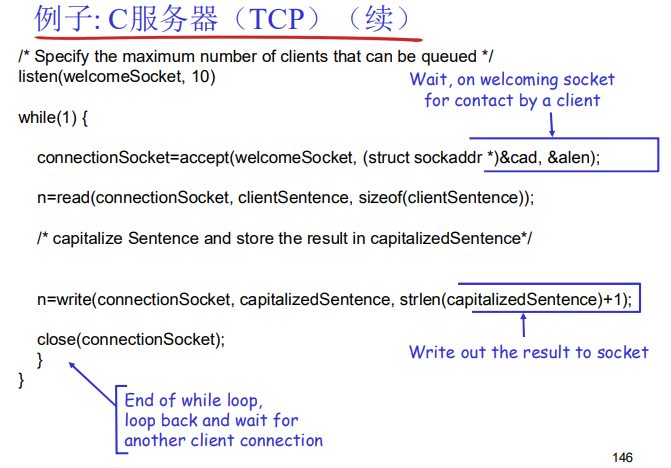 例子: C服务器（TCP）（续）
/* Specify the maximum number of clients that can be queued */
listen(welcomeSocket, 10)
Wait, on welcoming socket
for contact by a client
while(1) {
connectionSocket=accept(welcomeSocket, (struct sockaddr *)&cad, &alen);
n=read(connectionSocket, clientSentence, sizeof(clientSentence));
/* capitalize Sentence and store the result in capitalizedSentence*/
n=write(connectionSocket, capitalizedSentence, strlen(capitalizedSentence)+1);
close(connectionSocket);
Write out the result to socket
}
}
End of while loop,
loop back and wait for
another client connection
146